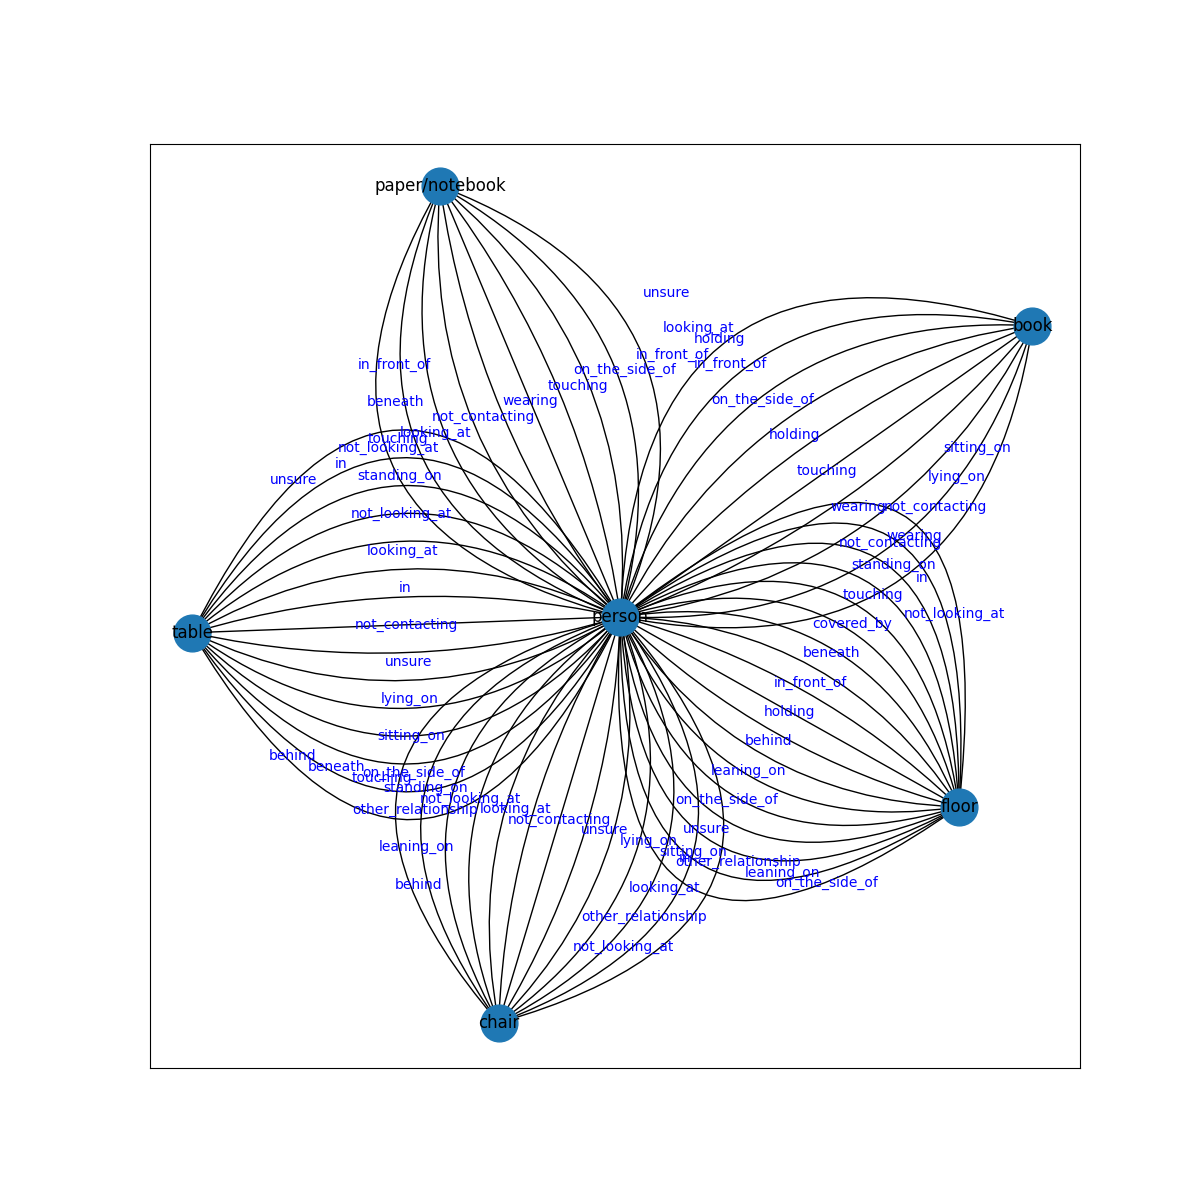 paper/notebook
unsure
book
looking_at
holding
in_front_of
in_front_of
in_front_of
on_the_side_of
touching
beneath
wearing
on_the_side_of
not_contacting
looking_at
touching
holding
not_looking_at
sitting_on
in
touching
standing_on
unsure
lying_on
wearing
not_contacting
not_looking_at
wearing
not_contacting
looking_at
standing_on
in
in
touching
not_looking_at
person
covered_by
not_contacting
table
beneath
unsure
in_front_of
lying_on
holding
sitting_on
behind
behind
beneath
on_the_side_of
leaning_on
touching
standing_on
not_looking_at
on_the_side_of
other_relationship
looking_at
floor
not_contacting
unsure
unsure
lying_on
leaning_on
sitting_on
other_relationship
leaning_on
on_the_side_of
behind
looking_at
other_relationship
not_looking_at
chair